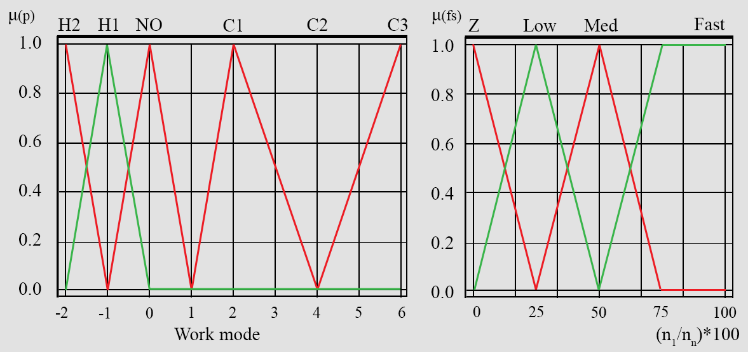 μ(p)
H2 H1 NO C1 C2 C3
1.0
0.8
0.6
0.4
0.2
0.0
-2 -1 0 1 2 3 4 5 6
Work mode
μ(fs)
Z Low Med Fast
1.0
0.8
0.6
0.4
0.2
0.0
0 25 50 75 100
(n₁/nₙ)*100